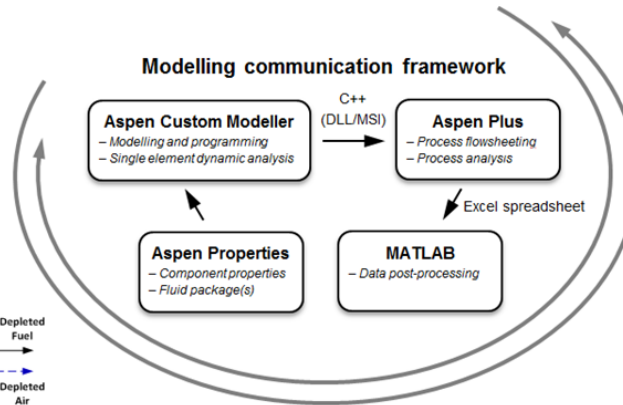 Modelling communication framework
C++
(DLL/MSI)
Aspen Custom Modeller
– Modelling and programming
– Single element dynamic analysis
Aspen Plus
– Process flowsheeting
– Process analysis
Excel spreadsheet
Aspen Properties
– Component properties
– Fluid package(s)
MATLAB
– Data post-processing
Depleted
Fuel
Depleted
Air